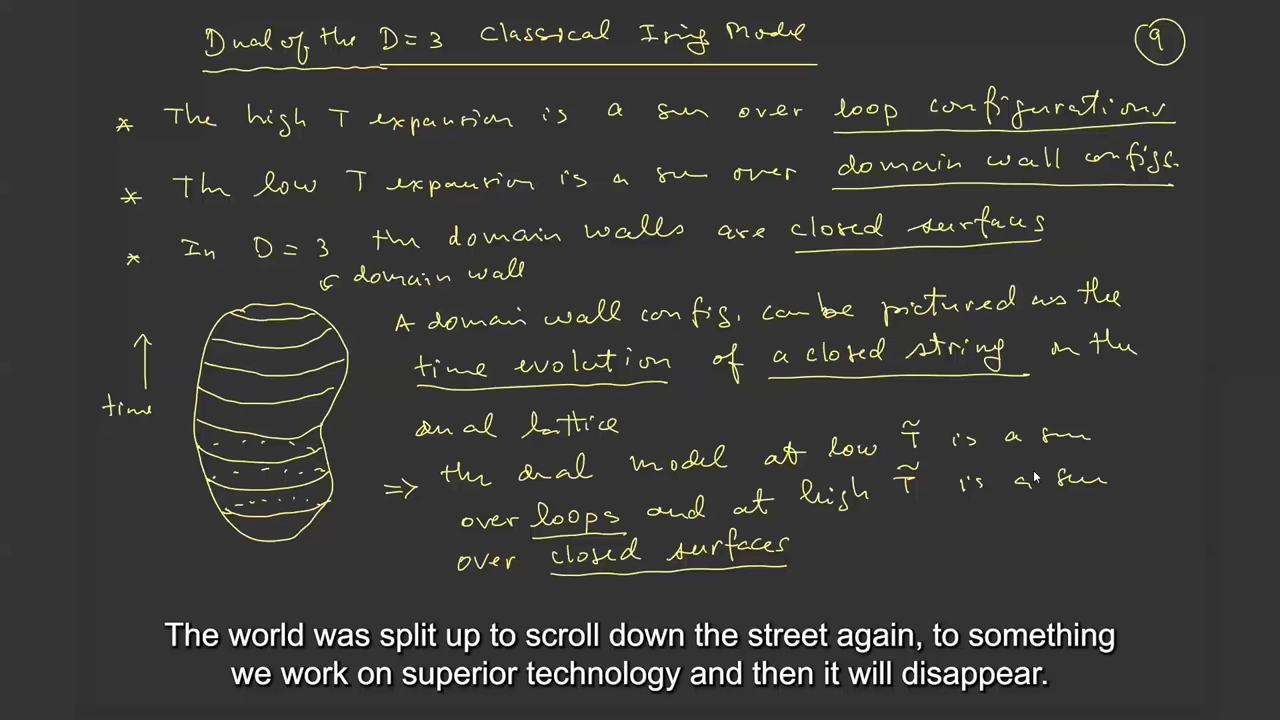 Dual of the D=3 Classical Ising Model
9
* The high T expansion is a sum over loop configurations
* The low T expansion is a sum over domain wall configs.
* In D=3 the domain walls are closed surfaces
domain wall
A domain wall config. can be pictured as the
time evolution of a closed string on the
time
dual lattice
⇒ the dual model at low T̃ is a sum
over loops and at high T̃ is a sum
over closed surfaces
The world was split up to scroll down the street again, to something
we work on superior technology and then it will disappear.